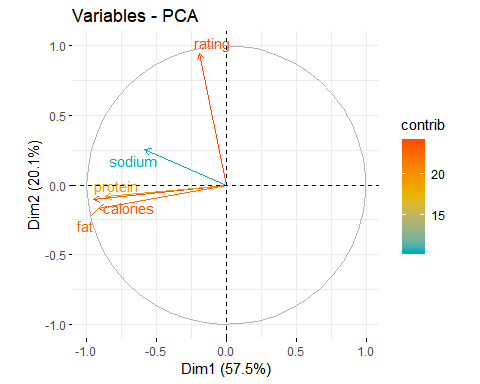 Variables - PCA
1.0
0.5
0.0
-0.5
-1.0
Dim2 (20.1%)
rating
sodium
protein
calories
fat
-1.0 -0.5 0.0 0.5 1.0
Dim1 (57.5%)
contrib
20
15